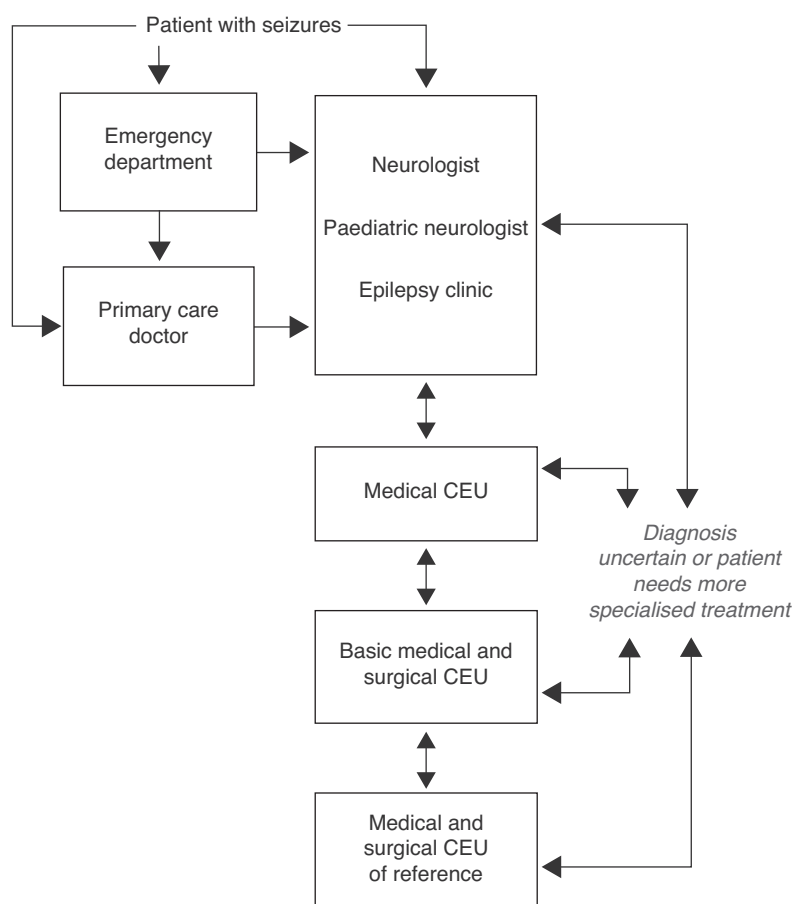 Patient with seizures
Emergency
department
Neurologist
Paediatric neurologist
Epilepsy clinic
Primary care
doctor
Medical CEU
Diagnosis
uncertain or patient
needs more
specialised treatment
Basic medical and
surgical CEU
Medical and
surgical CEU
of reference